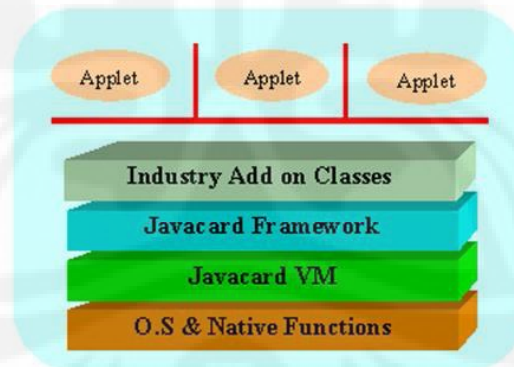 Applet Applet Applet
Industry Add on Classes
Javacard Framework
Javacard VM
O.S & Native Functions